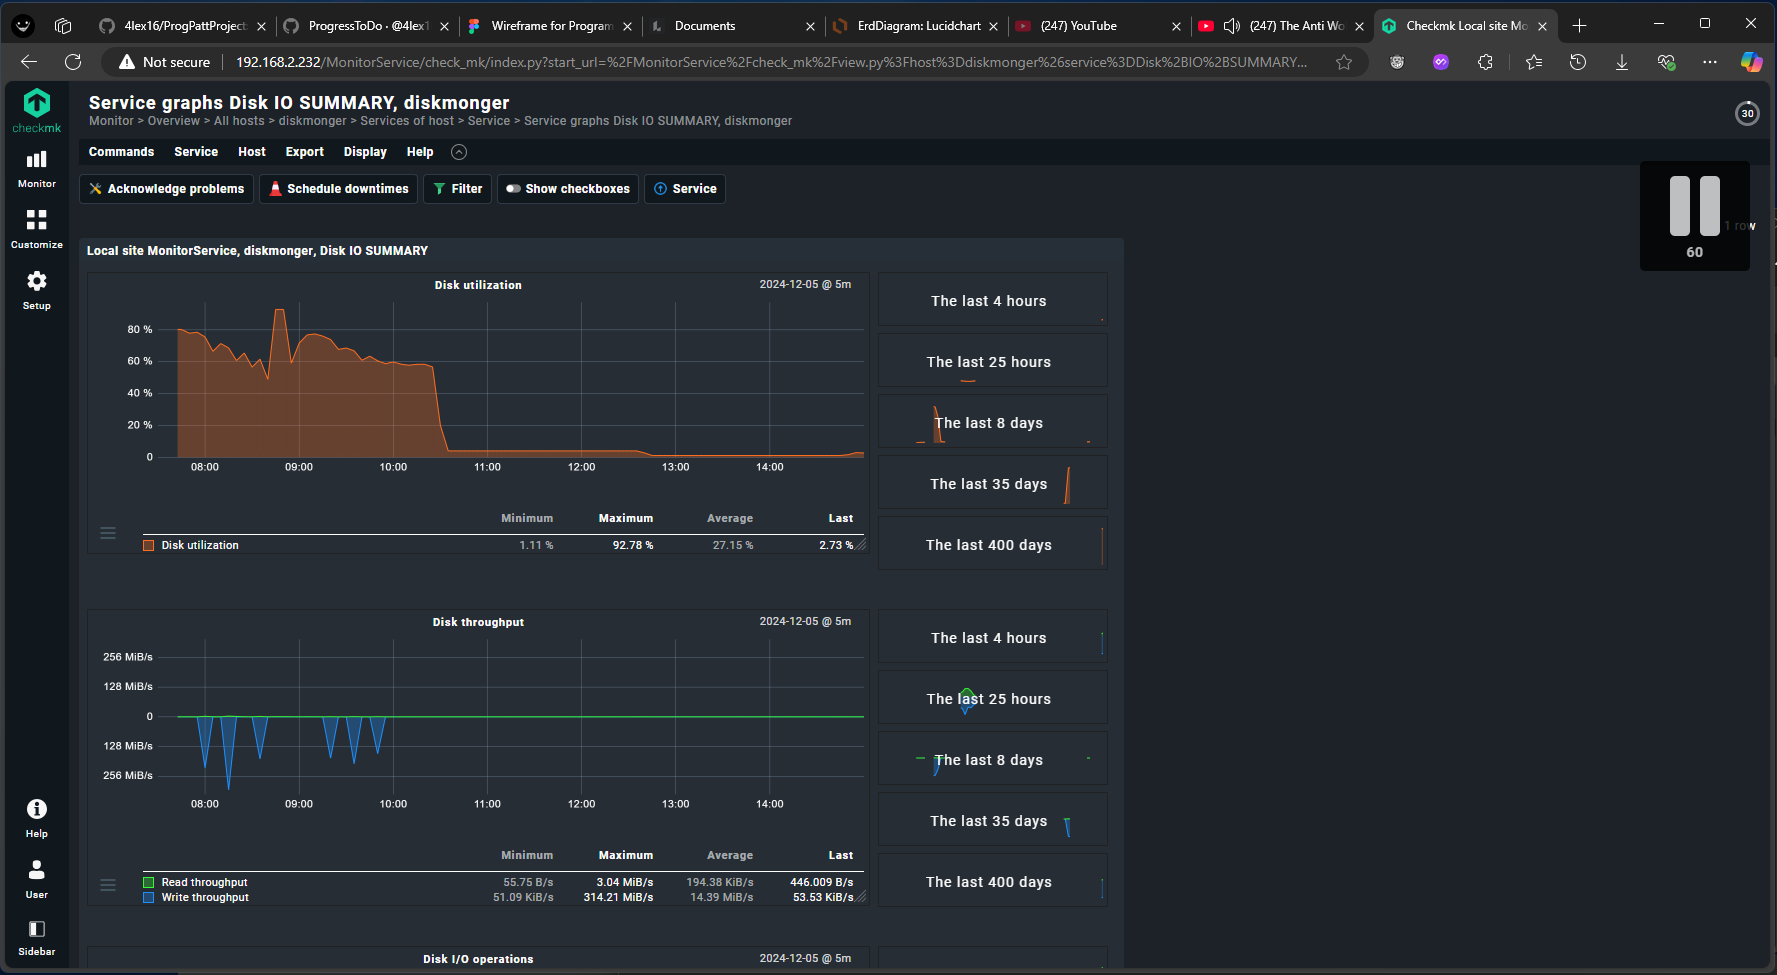 4lex16/ProgPattProject
ProgressToDo · @4lex1
Wireframe for Program
Documents
ErdDiagram: Lucidchart
(247) YouTube
(247) The Anti Wo
Checkmk Local site Mo
Not secure
192.168.2.232/MonitorService/check_mk/index.py?start_url=%2FMonitorService%2Fcheck_mk%2Fview.py%3Fhost%3Ddiskmonger%26service%3DDisk%2BIO%2BSUMMARY...
checkmk
Monitor
Customize
Setup
Help
User
Sidebar
Service graphs Disk IO SUMMARY, diskmonger
Monitor > Overview > All hosts > diskmonger > Services of host > Service > Service graphs Disk IO SUMMARY, diskmonger
30
Commands Service Host Export Display Help
Acknowledge problems Schedule downtimes Filter Show checkboxes Service
1 row
60
Local site MonitorService, diskmonger, Disk IO SUMMARY
Disk utilization 2024-12-05 @ 5m
80 %
60 %
40 %
20 %
0
08:00 09:00 10:00 11:00 12:00 13:00 14:00
Minimum Maximum Average Last
Disk utilization 1.11 % 92.78 % 27.15 % 2.73 %
The last 4 hours
The last 25 hours
The last 8 days
The last 35 days
The last 400 days
Disk throughput 2024-12-05 @ 5m
256 MiB/s
128 MiB/s
0
128 MiB/s
256 MiB/s
08:00 09:00 10:00 11:00 12:00 13:00 14:00
Minimum Maximum Average Last
Read throughput 55.75 B/s 3.04 MiB/s 194.38 KiB/s 446.009 B/s
Write throughput 51.09 KiB/s 314.21 MiB/s 14.39 MiB/s 53.53 KiB/s
The last 4 hours
The last 25 hours
The last 8 days
The last 35 days
The last 400 days
Disk I/O operations 2024-12-05 @ 5m